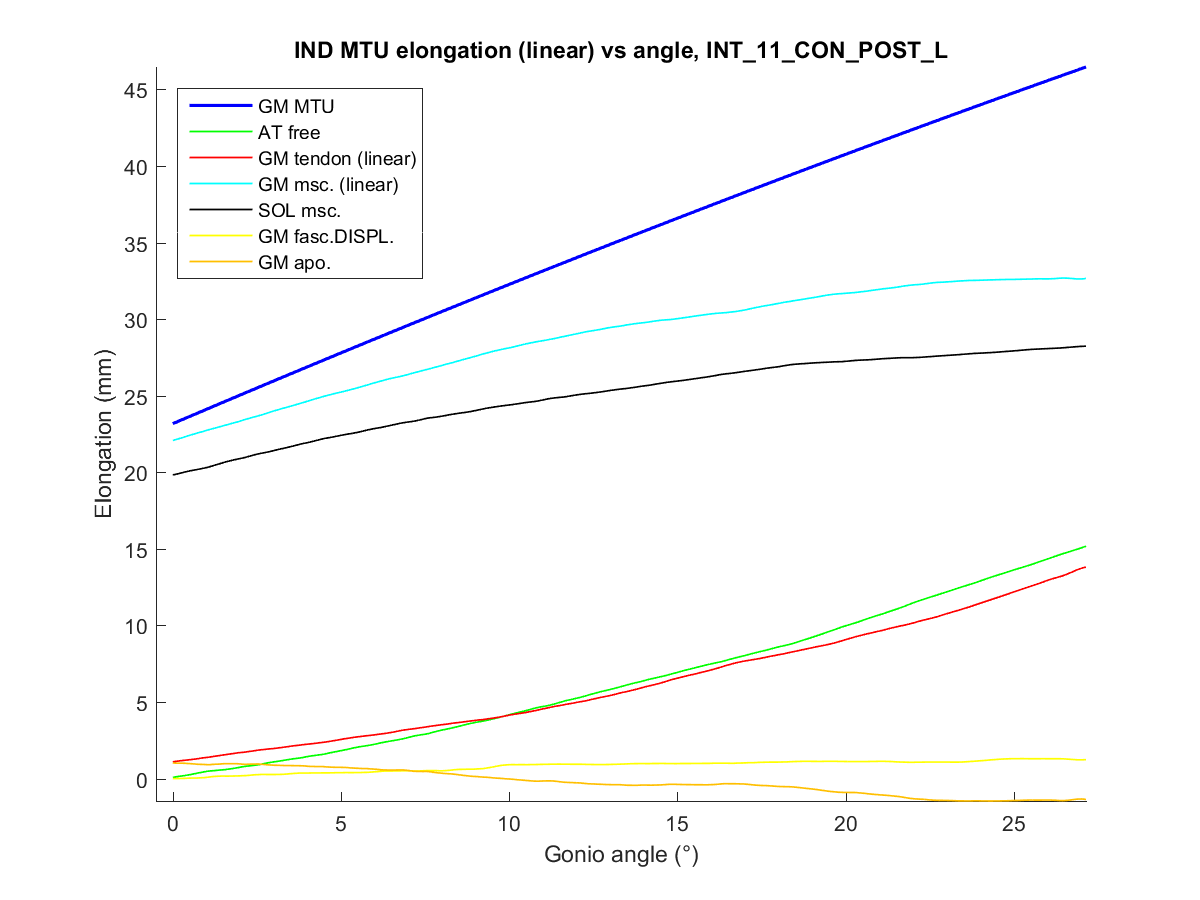 IND MTU elongation (linear) vs angle, INT_11_CON_POST_L
GM MTU
AT free
GM tendon (linear)
GM msc. (linear)
SOL msc.
GM fasc.DISPL.
GM apo.
Elongation (mm)
45
40
35
30
25
20
15
10
5
0
0 5 10 15 20 25
Gonio angle (°)